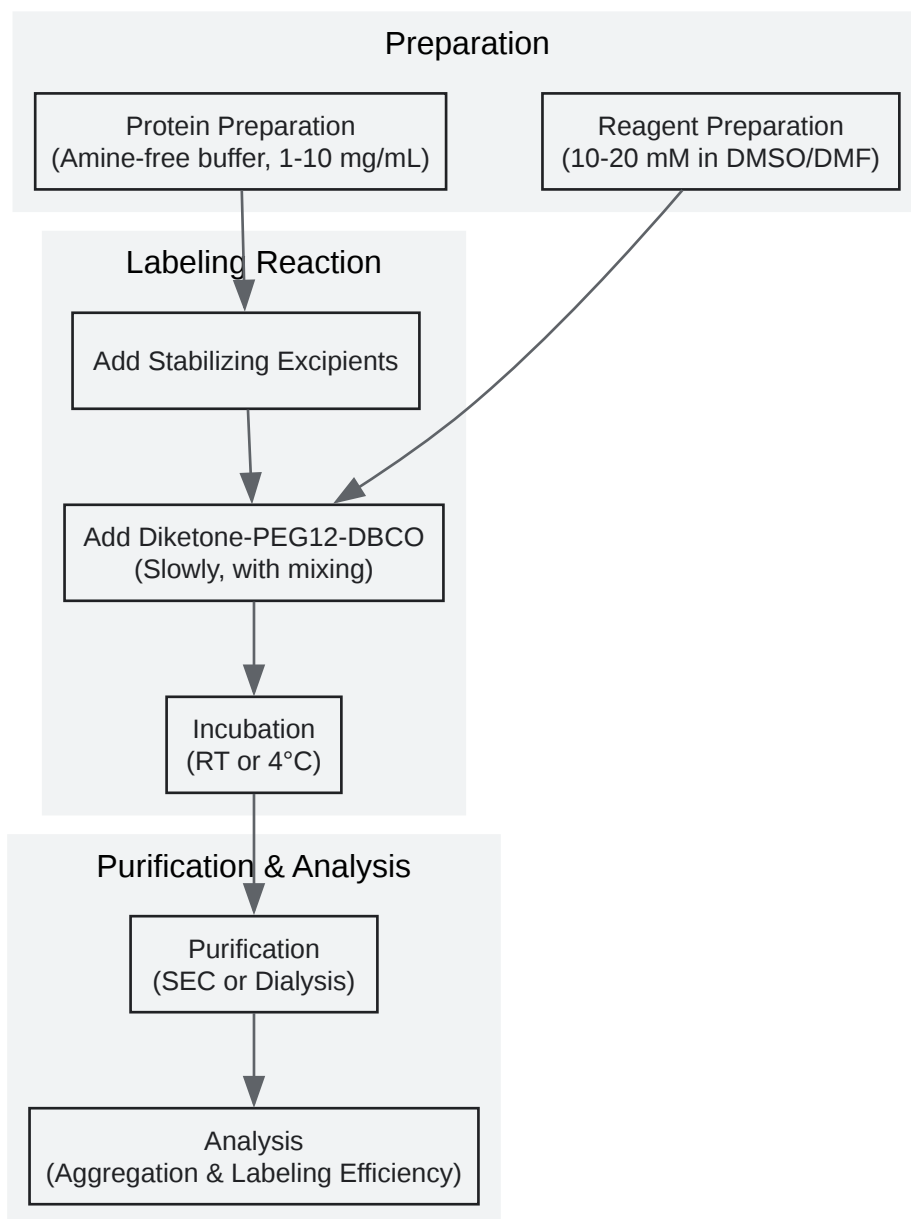 Preparation
Protein Preparation
(Amine-free buffer, 1-10 mg/mL)
Reagent Preparation
(10-20 mM in DMSO/DMF)
Labeling Reaction
Add Stabilizing Excipients
Add Diketone-PEG12-DBCO
(Slowly, with mixing)
Incubation
(RT or 4°C)
Purification & Analysis
Purification
(SEC or Dialysis)
Analysis
(Aggregation & Labeling Efficiency)